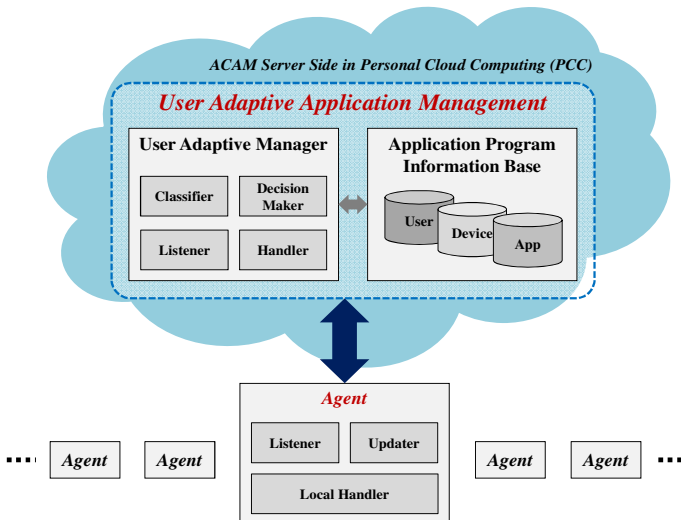 ACAM Server Side in Personal Cloud Computing (PCC)
User Adaptive Application Management
User Adaptive Manager
Classifier
Decision
Maker
Listener
Handler
Application Program
Information Base
User
Device
App
Agent
Listener
Updater
Local Handler
Agent
Agent
Agent
Agent